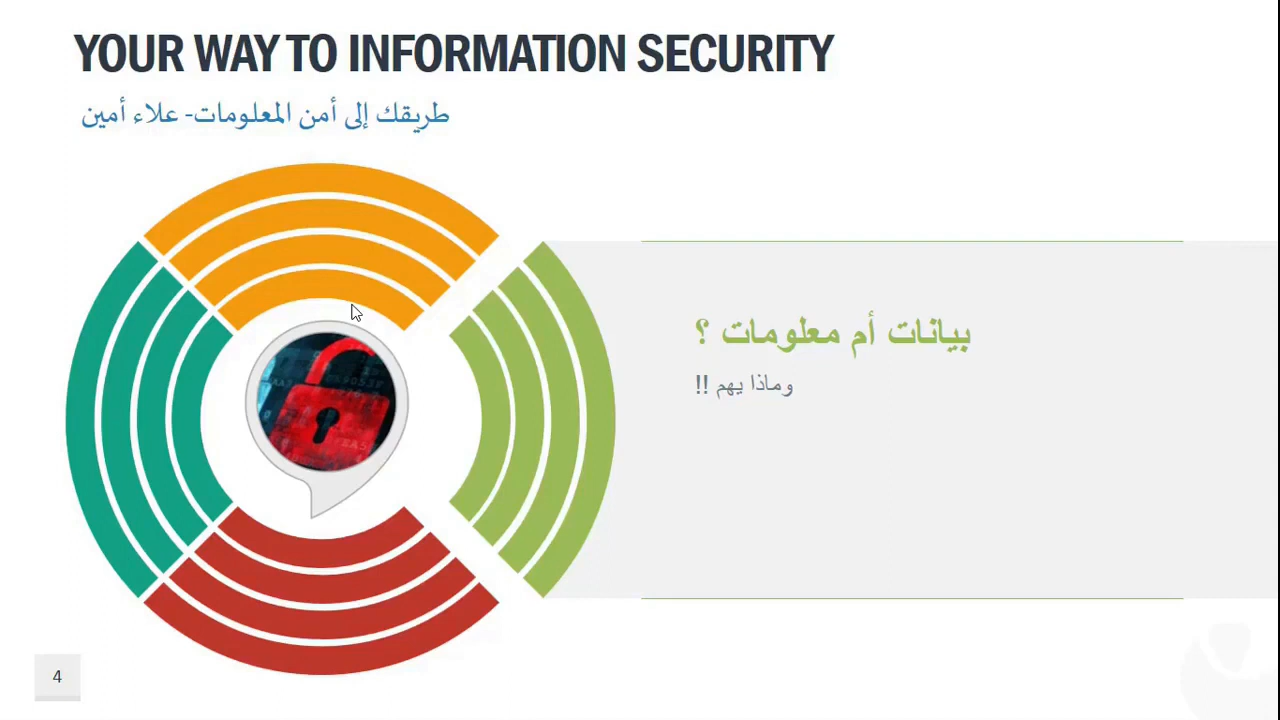 YOUR WAY TO INFORMATION SECURITY
طريقك إلى أمن المعلومات- علاء أمين
بيانات أم معلومات ؟
وماذا يهم !!
4